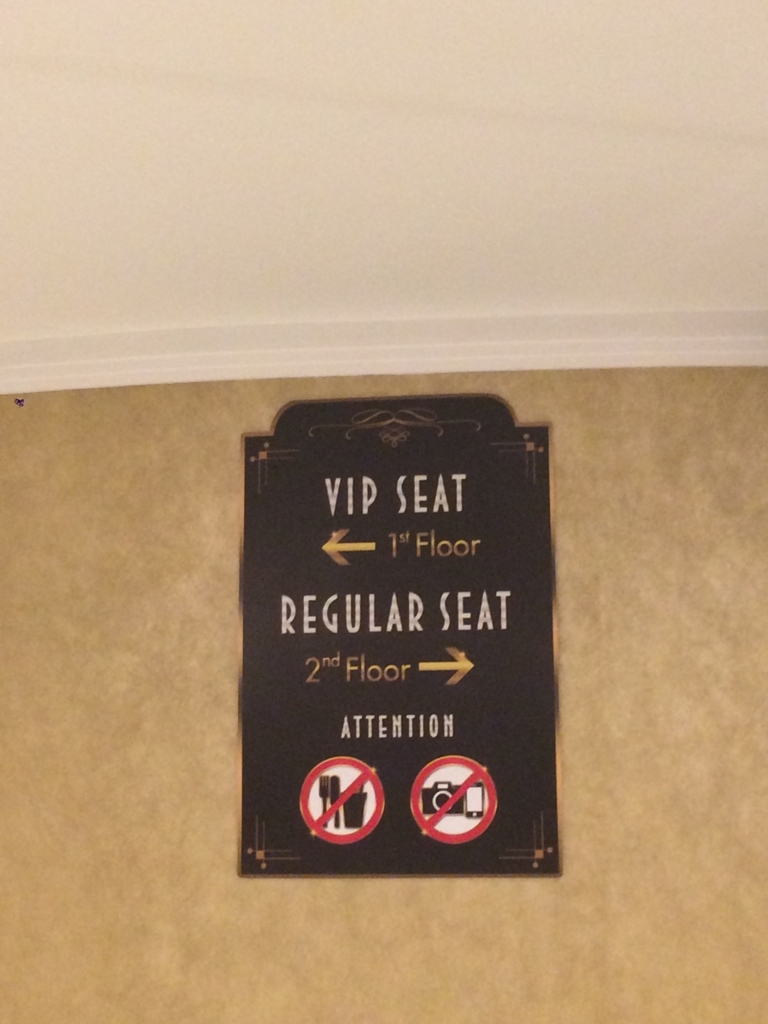 VIP SEAT
← 1st Floor
REGULAR SEAT
2nd Floor →
ATTENTION